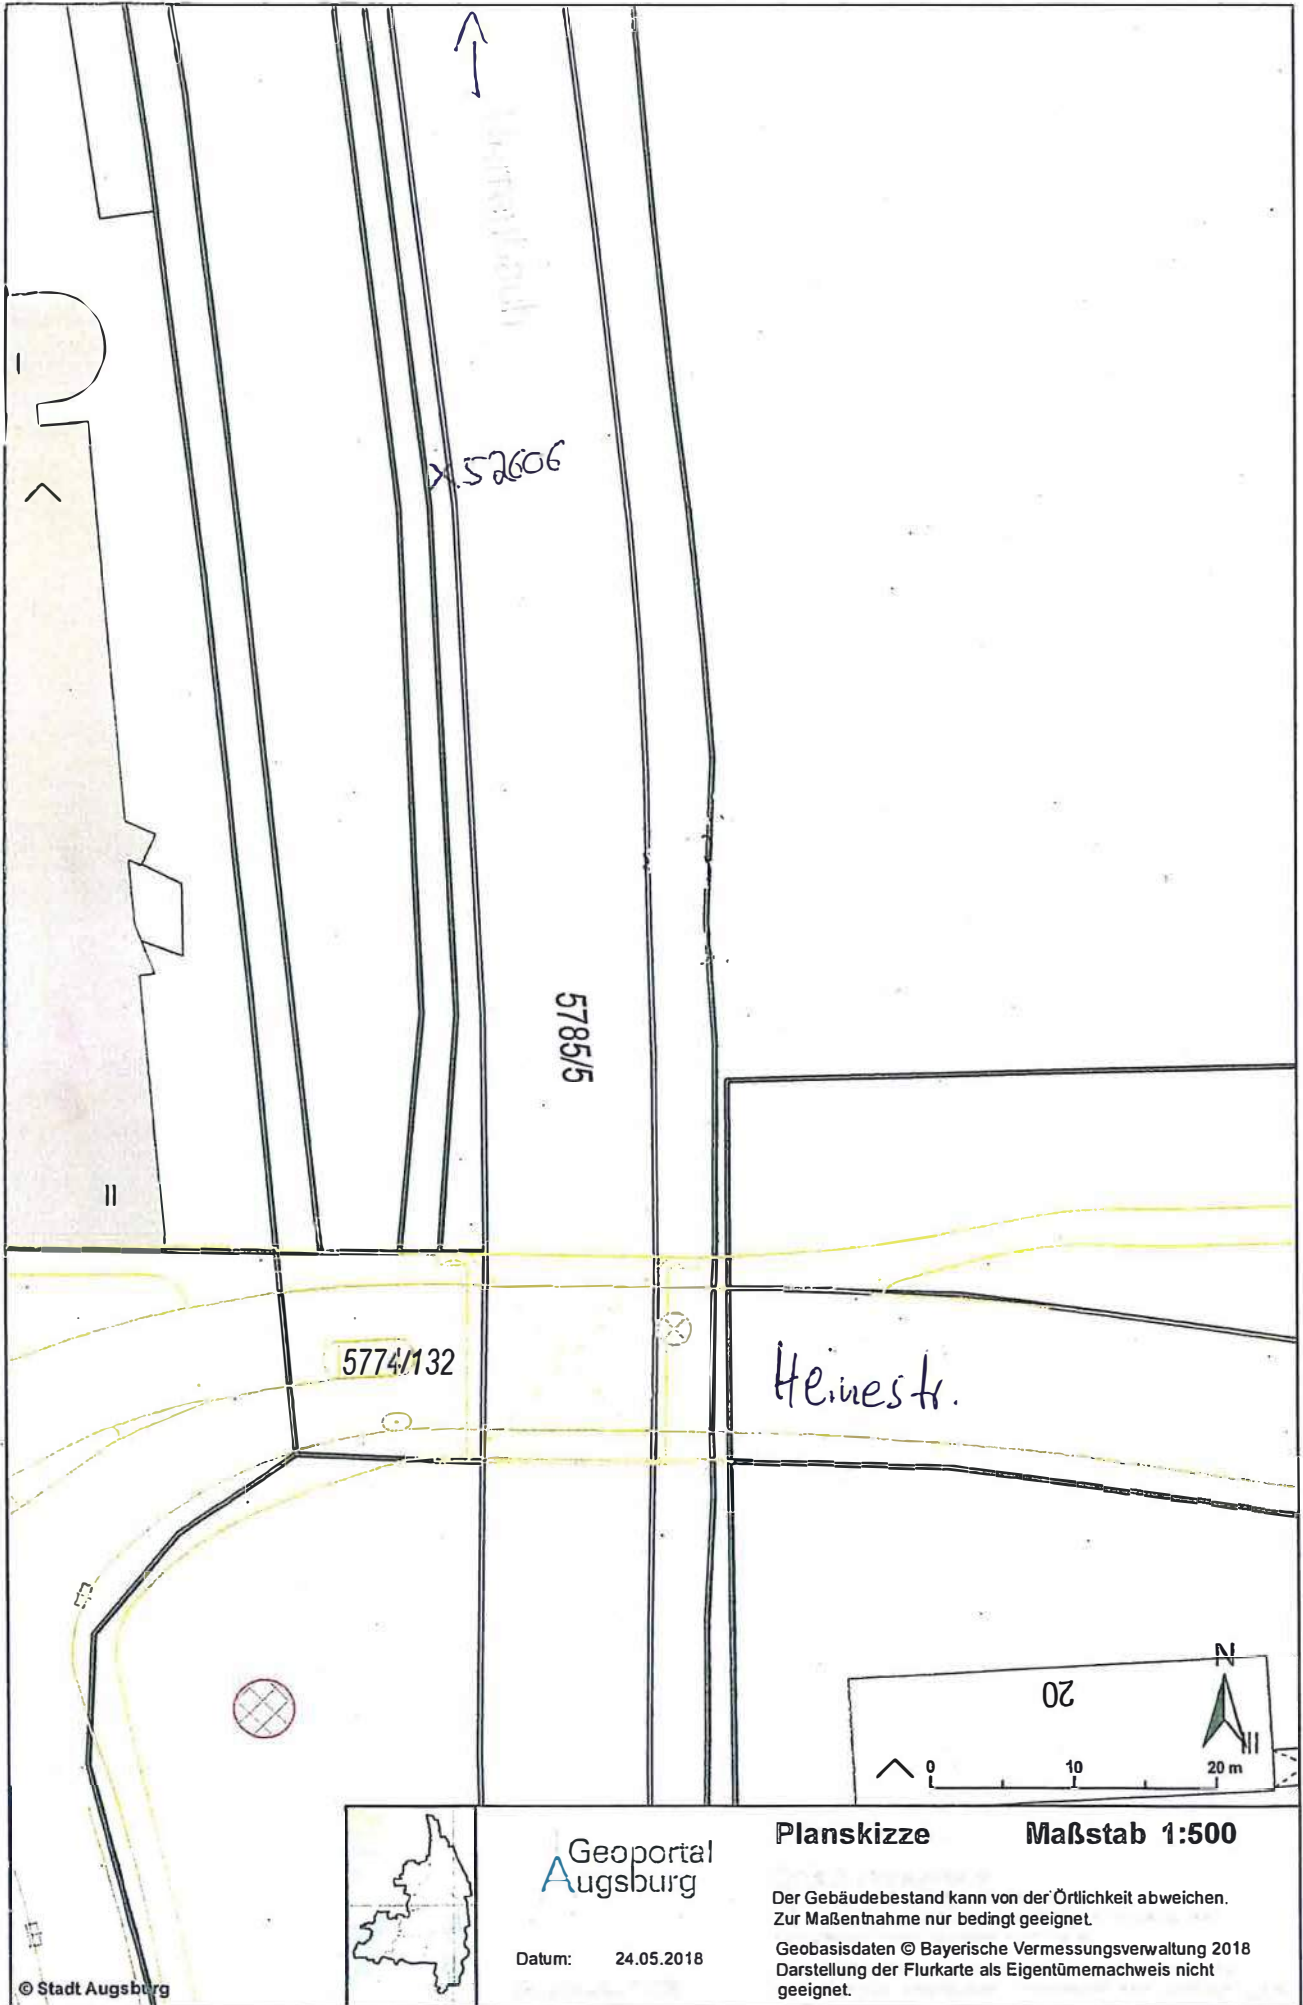 I
52606
5785/5
II
5774/132
Heinestr.
N
20
III
0 10 20 m
Planskizze Maßstab 1:500
Geoportal
Augsburg
Der Gebäudebestand kann von der Örtlichkeit abweichen.
Zur Maßentnahme nur bedingt geeignet.
Datum: 24.05.2018
Geobasisdaten © Bayerische Vermessungsverwaltung 2018
Darstellung der Flurkarte als Eigentümernachweis nicht
geeignet.
© Stadt Augsburg